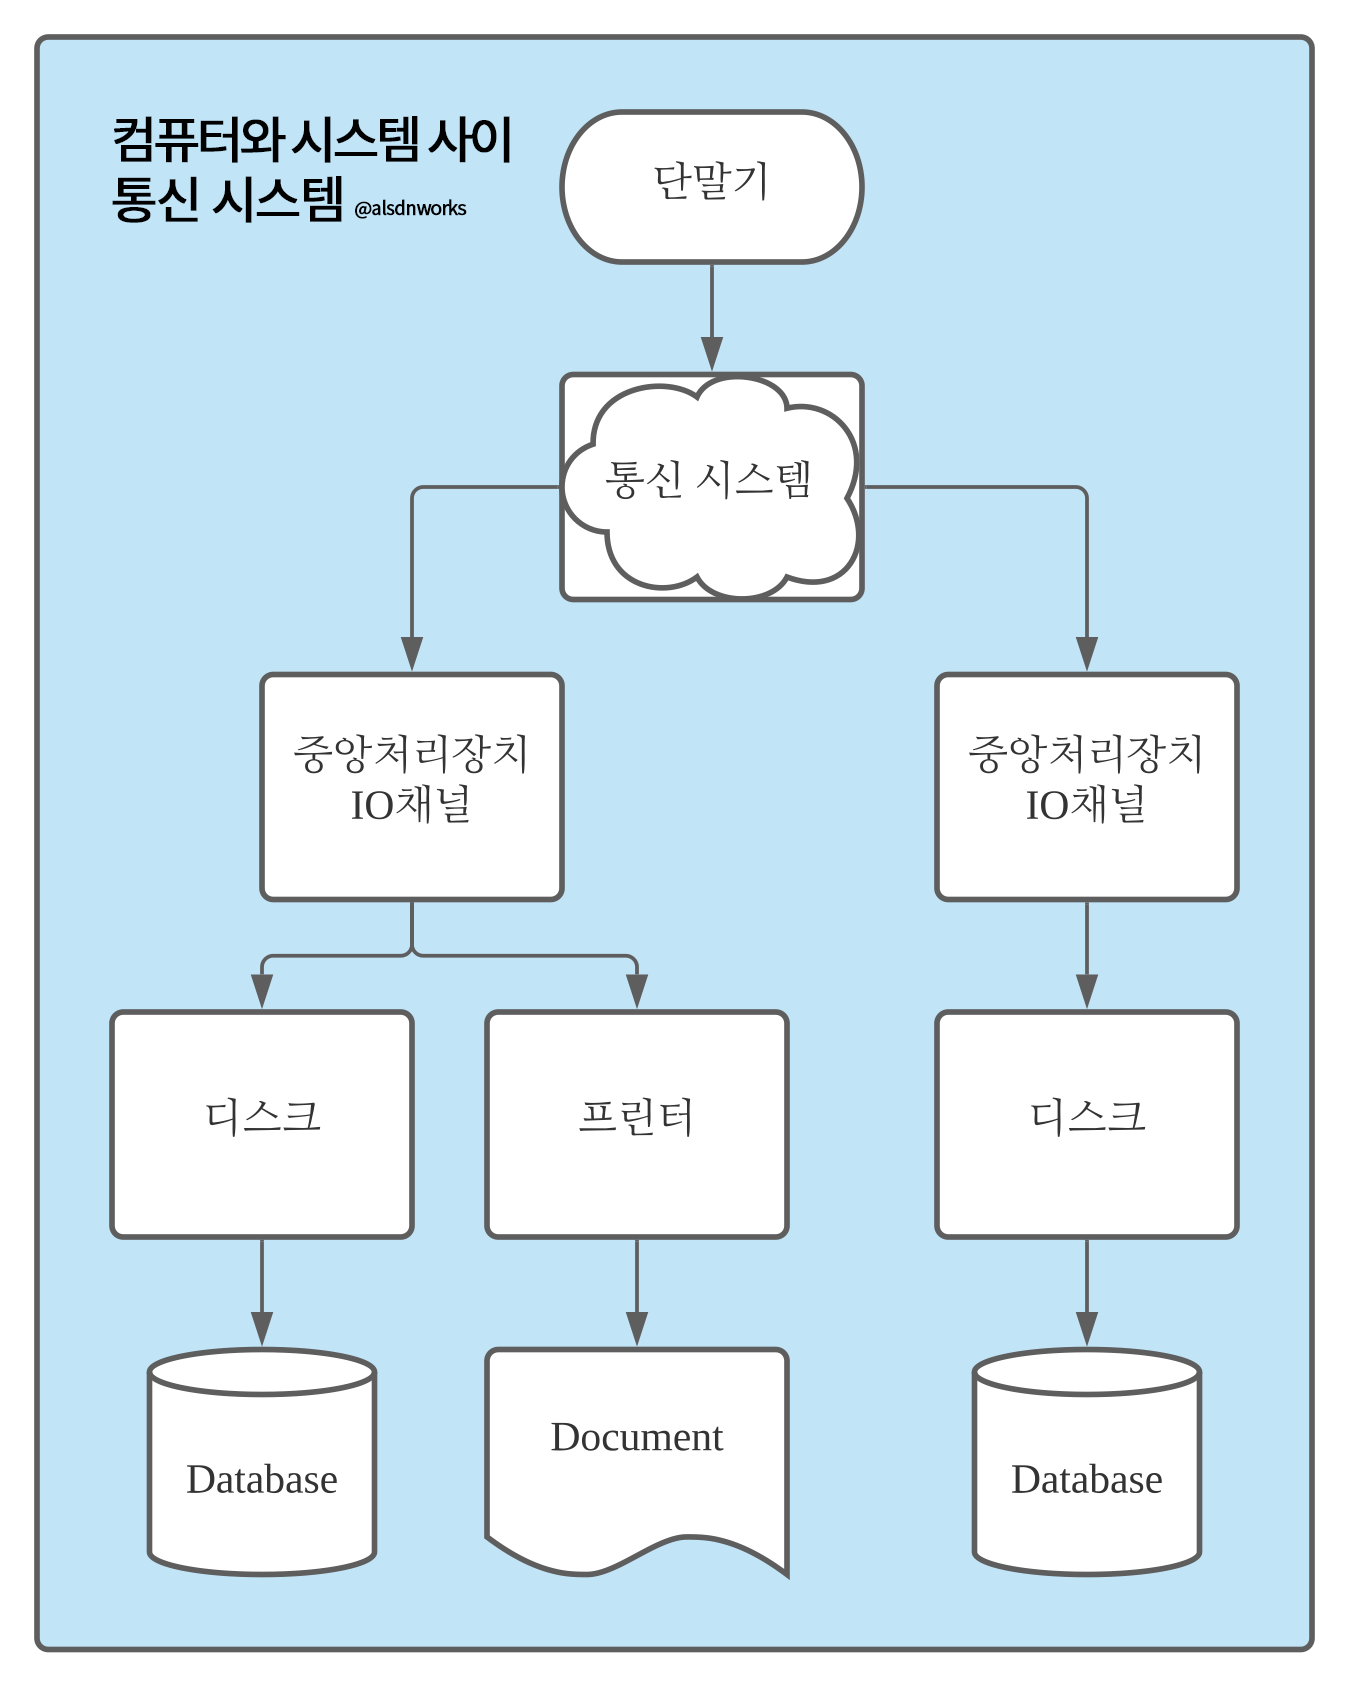 컴퓨터와 시스템 사이
통신 시스템 @alsdnworks
단말기
통신 시스템
중앙처리장치
IO채널
중앙처리장치
IO채널
디스크
프린터
디스크
Database
Document
Database